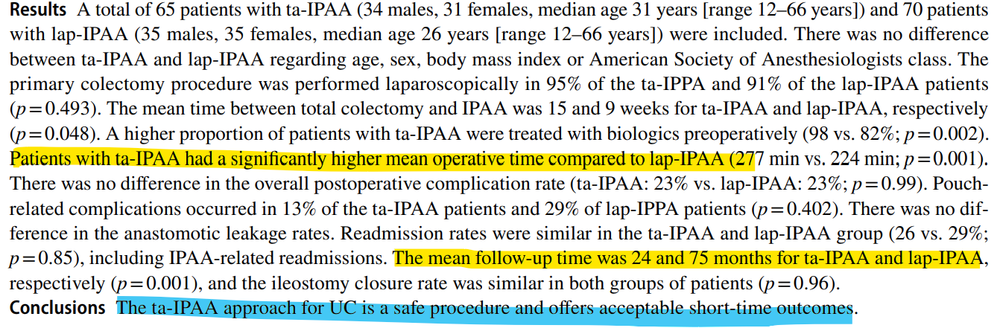 Results A total of 65 patients with ta-IPAA (34 males, 31 females, median age 31 years [range 12–66 years]) and 70 patients
with lap-IPAA (35 males, 35 females, median age 26 years [range 12–66 years]) were included. There was no difference
between ta-IPAA and lap-IPAA regarding age, sex, body mass index or American Society of Anesthesiologists class. The
primary colectomy procedure was performed laparoscopically in 95% of the ta-IPPA and 91% of the lap-IPAA patients
(p=0.493). The mean time between total colectomy and IPAA was 15 and 9 weeks for ta-IPAA and lap-IPAA, respectively
(p=0.048). A higher proportion of patients with ta-IPAA were treated with biologics preoperatively (98 vs. 82%; p=0.002).
Patients with ta-IPAA had a significantly higher mean operative time compared to lap-IPAA (277 min vs. 224 min; p=0.001).
There was no difference in the overall postoperative complication rate (ta-IPAA: 23% vs. lap-IPAA: 23%; p=0.99). Pouch-
related complications occurred in 13% of the ta-IPAA patients and 29% of lap-IPPA patients (p=0.402). There was no dif-
ference in the anastomotic leakage rates. Readmission rates were similar in the ta-IPAA and lap-IPAA group (26 vs. 29%;
p=0.85), including IPAA-related readmissions. The mean follow-up time was 24 and 75 months for ta-IPAA and lap-IPAA,
respectively (p=0.001), and the ileostomy closure rate was similar in both groups of patients (p=0.96).
Conclusions The ta-IPAA approach for UC is a safe procedure and offers acceptable short-time outcomes.